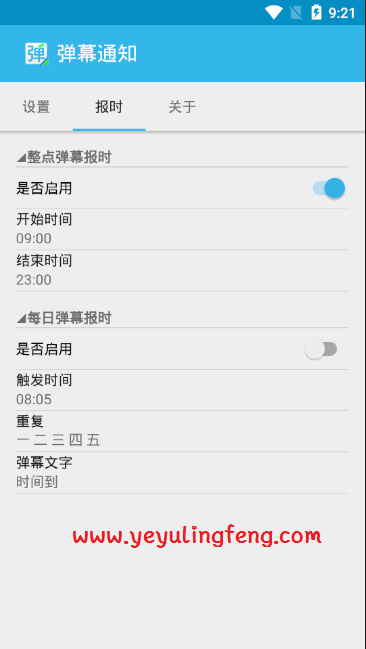 9:21
弹 弹幕通知
设置 报时 关于
整点弹幕报时
是否启用
开始时间
09:00
结束时间
23:00
每日弹幕报时
是否启用
触发时间
08:05
重复
一 二 三 四 五
弹幕文字
时间到
www.yeyulingfeng.com